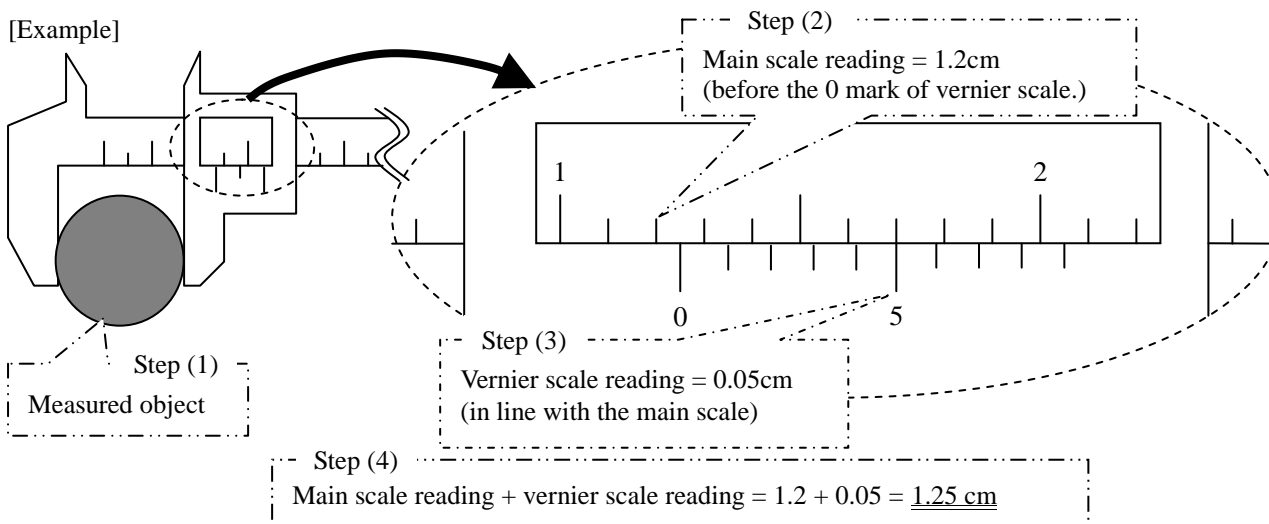 [Example]
Step (2)
Main scale reading = 1.2cm
(before the 0 mark of vernier scale.)
1
2
0
5
Step (3)
Vernier scale reading = 0.05cm
(in line with the main scale)
Step (1)
Measured object
Step (4)
Main scale reading + vernier scale reading = 1.2 + 0.05 = 1.25 cm